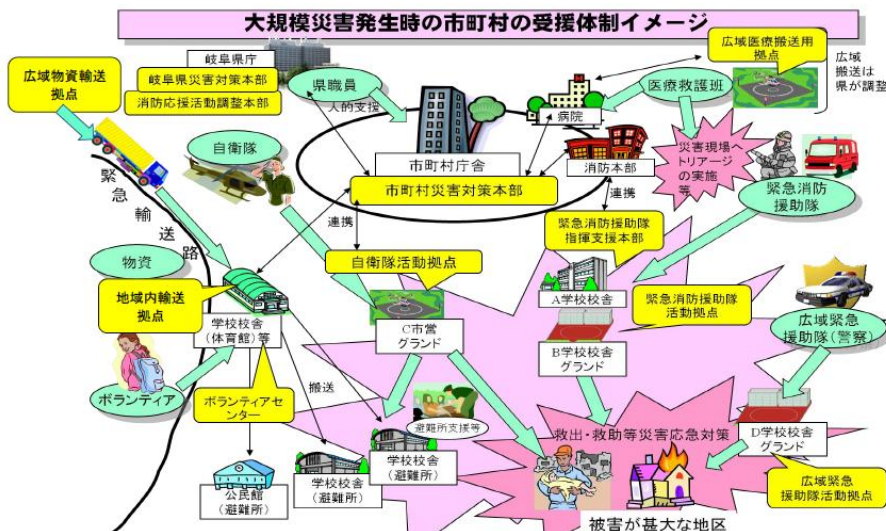 大規模災害発生時の市町村の受援体制イメージ
広域物資輸送
拠点
岐阜県庁
岐阜県災害対策本部
消防応援活動調整本部
県職員
人的支援
病院
医療救護班
広域医療搬送用
拠点
広域
搬送は
県が調整
自衛隊
市町村庁舎
市町村災害対策本部
消防本部
災害現場へ
トリアージ
の実施
等
緊急消防
援助隊
緊急輸送路
連携
連携
自衛隊活動拠点
緊急消防援助隊
指揮支援本部
物資
地域内輸送
拠点
学校校舎
(体育館)等
C市営
グランド
A学校校舎
緊急消防援助隊
活動拠点
B学校校舎
グランド
広域緊急
援助隊(警察)
ボランティア
ボランティアセ
ンター
搬送
避難所支援等
救出・救助等災害応急対策
D学校校舎
グランド
公民館
(避難所)
学校校舎
(避難所)
学校校舎
(避難所)
広域緊急
援助隊活動拠点
被害が甚大な地区